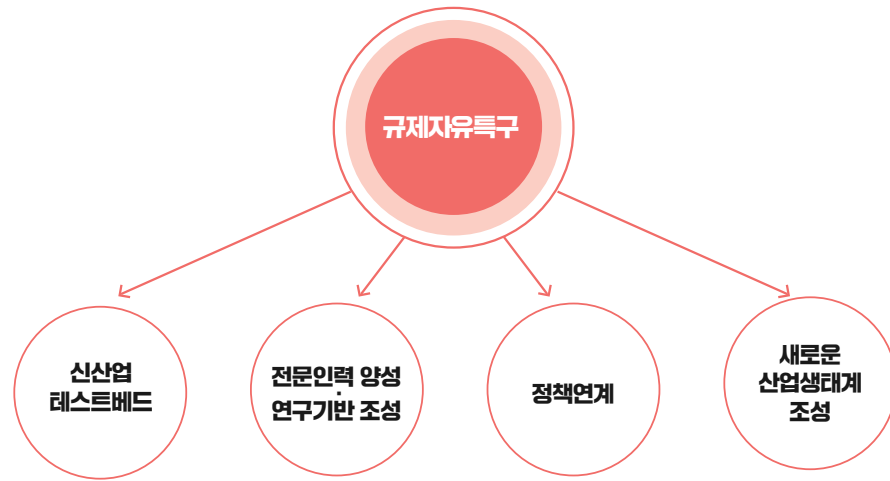 규제자유특구
신산업
테스트베드
전문인력 양성
·
연구기반 조성
정책연계
새로운
산업생태계
조성